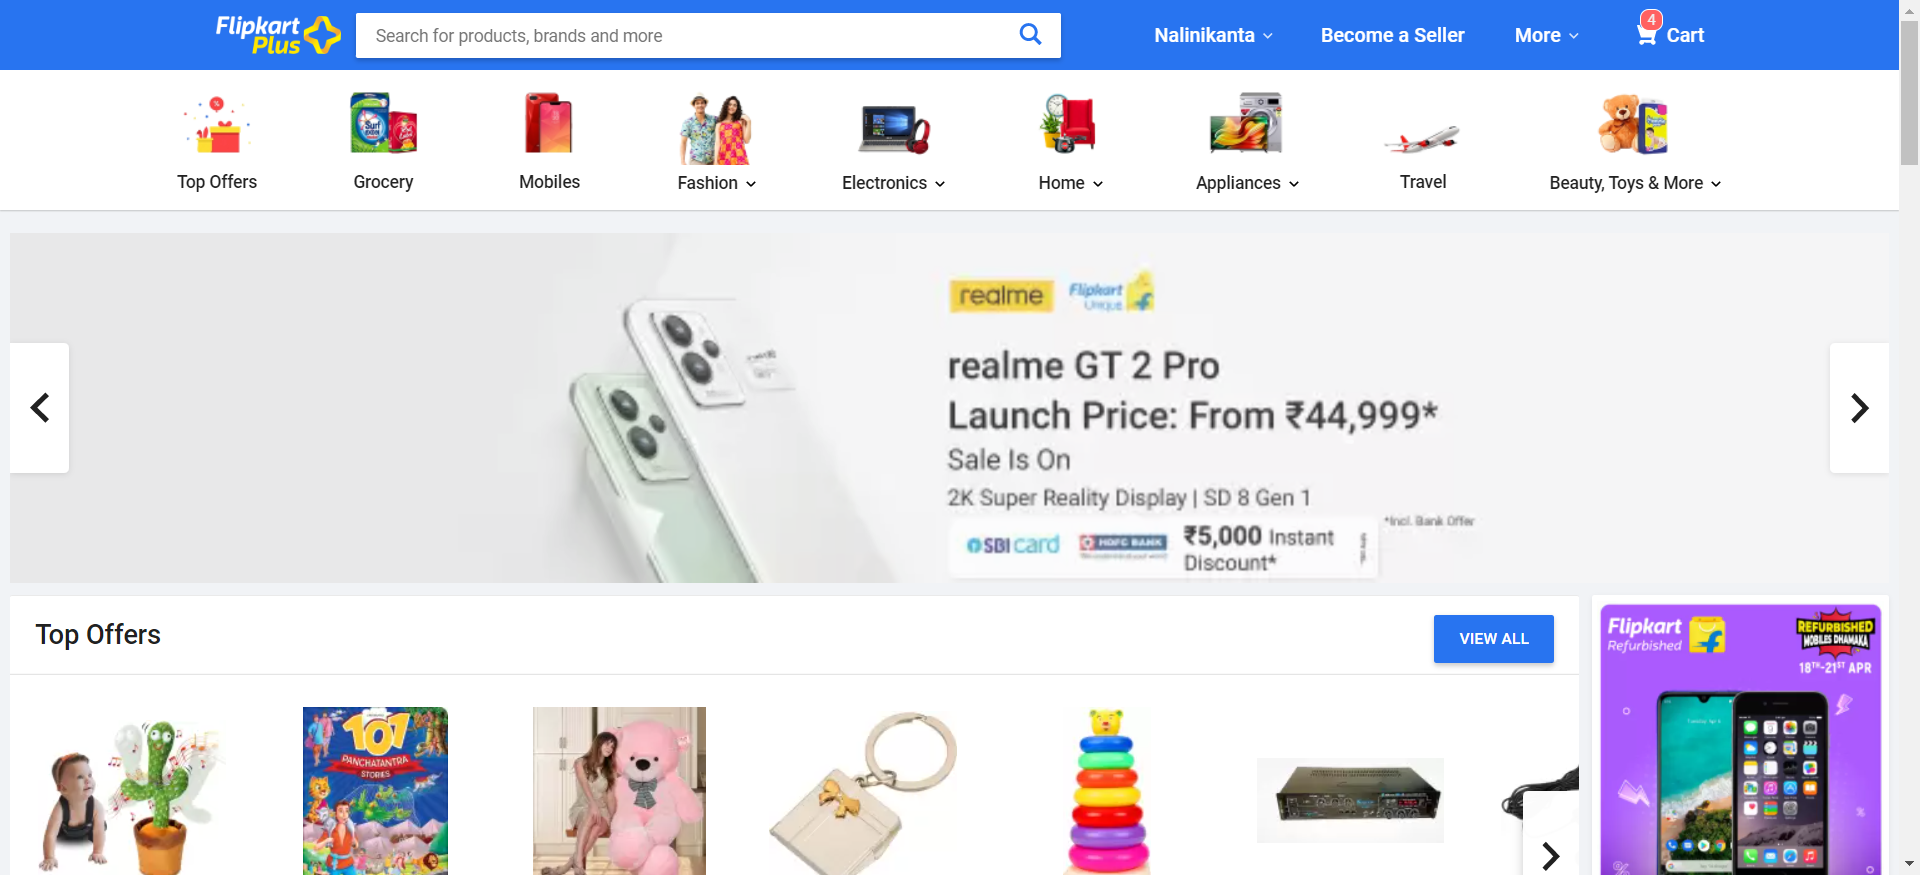 Flipkart
Plus
Search for products, brands and more
Nalinikanta
Become a Seller
More
4
Cart
Top Offers
Grocery
Mobiles
Fashion
Electronics
Home
Appliances
Travel
Beauty, Toys & More
realme
Flipkart
Unique
realme GT 2 Pro
Launch Price: From ₹44,999*
Sale Is On
2K Super Reality Display | SD 8 Gen 1
*Incl. Bank Offer
SBI card
HDFC BANK
₹5,000 Instant
Discount*
Top Offers
VIEW ALL
Flipkart
Refurbished
REFURBISHED
MOBILES DHAMAKA
18TH-21ST APR
Surf
excel
101
PANCHATANTRA
STORIES